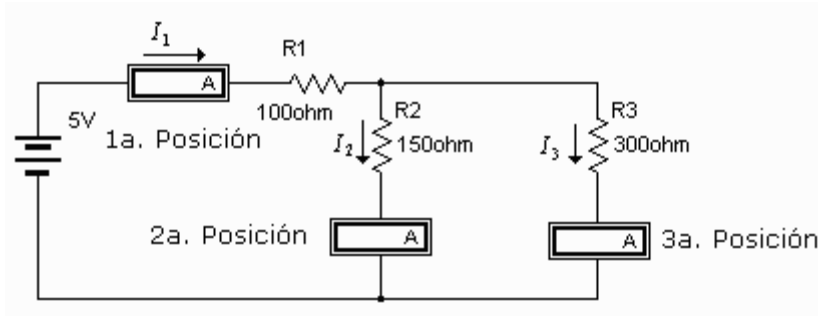 I1
A
R1
100ohm
5V
1a. Posición
R2
150ohm
I2
R3
300ohm
I3
2a. Posición
A
A
3a. Posición